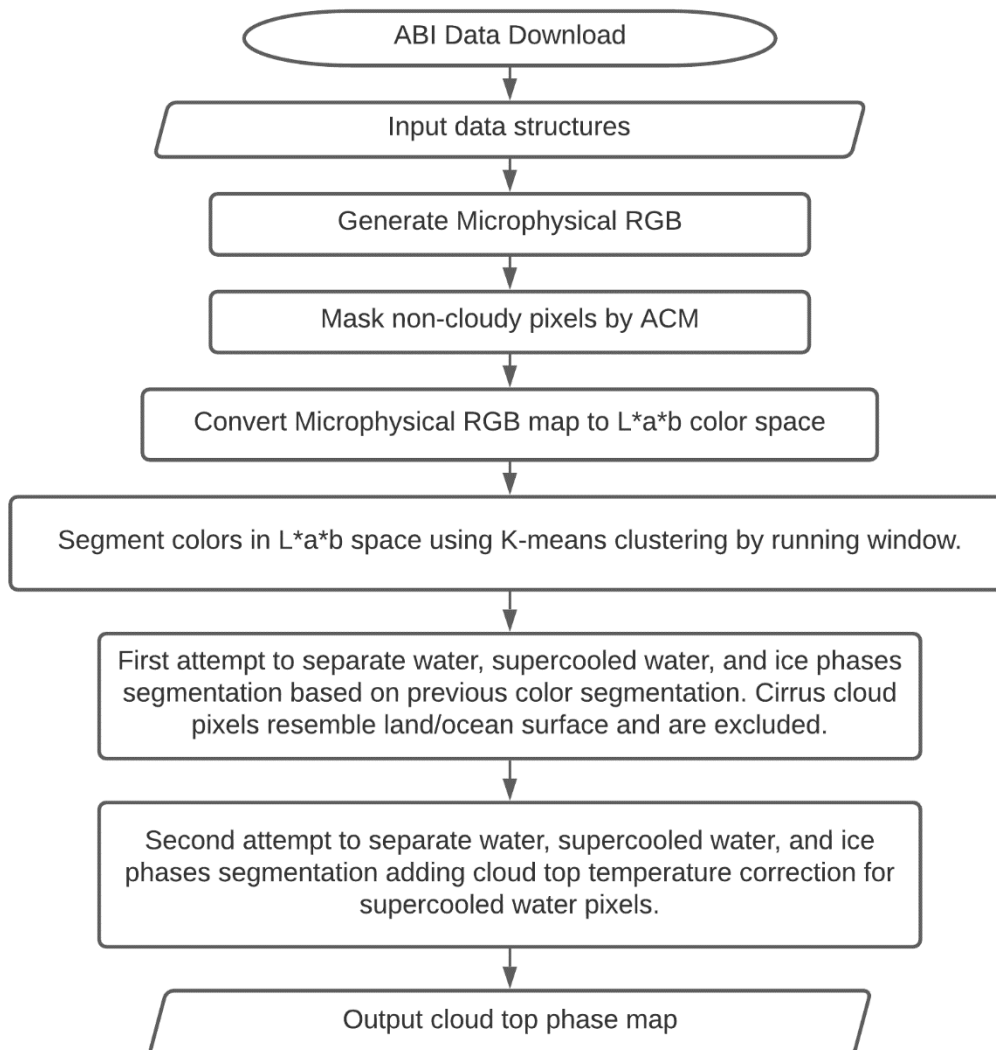 ABI Data Download
Input data structures
Generate Microphysical RGB
Mask non-cloudy pixels by ACM
Convert Microphysical RGB map to L*a*b color space
Segment colors in L*a*b space using K-means clustering by running window.
First attempt to separate water, supercooled water, and ice phases
segmentation based on previous color segmentation. Cirrus cloud
pixels resemble land/ocean surface and are excluded.
Second attempt to separate water, supercooled water, and ice
phases segmentation adding cloud top temperature correction for
supercooled water pixels.
Output cloud top phase map